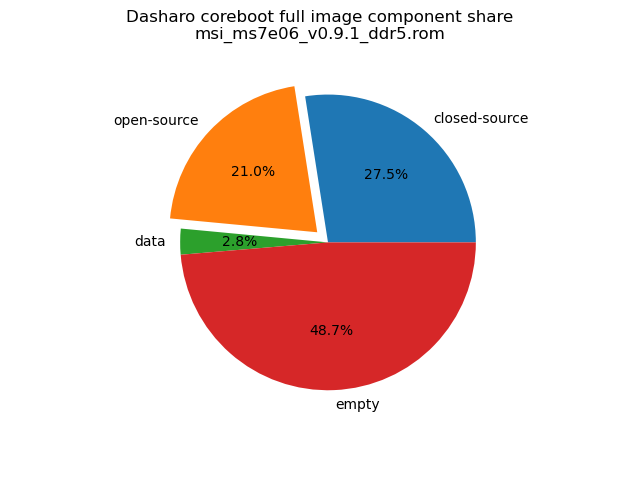 Dasharo coreboot full image component share
msi_ms7e06_v0.9.1_ddr5.rom
open-source
closed-source
21.0%
27.5%
data
2.8%
48.7%
empty